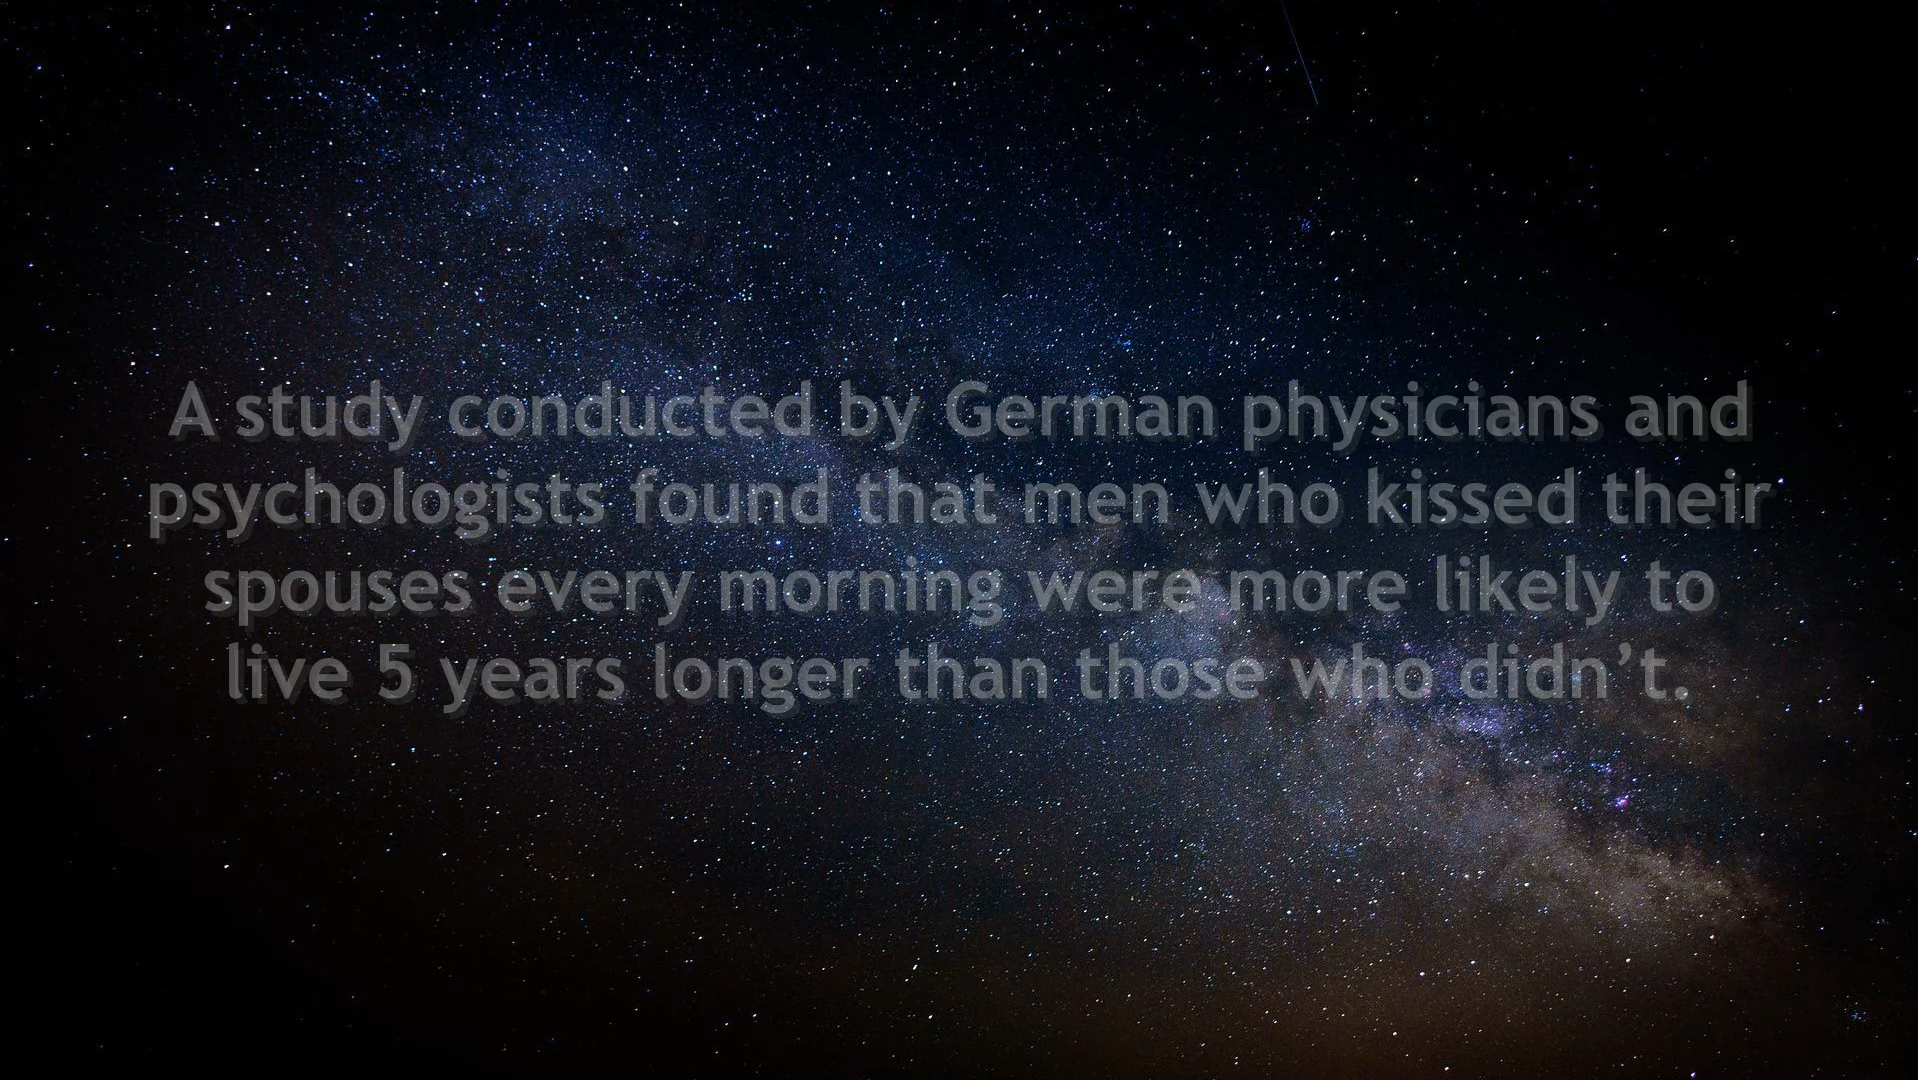 A study conducted by German physicians and
psychologists found that men who kissed their
spouses every morning were more likely to
live 5 years longer than those who didn’t.